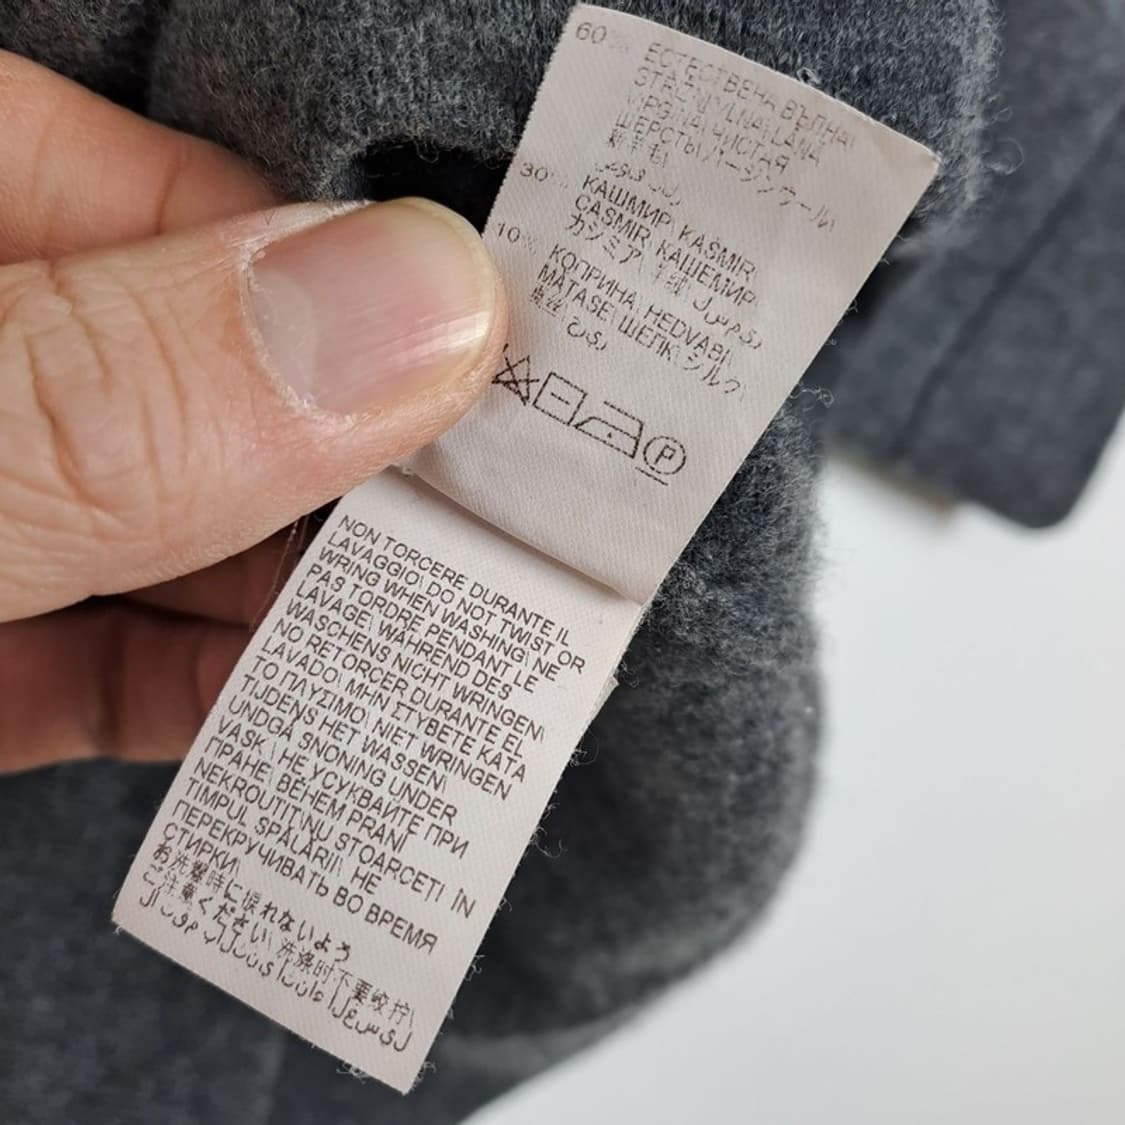 60% ЕСТЕСТВЕНА ВЪЛНА\
LANA
ЧИСТАЯ
ШЕРСТЬ\ バージンウール\
新羊毛\
30% КАШМИР\ KAŠMIR\
CAŞMIR\ КАШЕМИР\
カシミア\ 羊绒\
10% КОПРИНА\ HEDVÁBÍ\
MATASE\ ШЕЛК\ シルク\
蚕丝\
P
NON TORCERE DURANTE IL
LAVAGGIO\ DO NOT TWIST OR
WRING WHEN WASHING\ NE
PAS TORDRE PENDANT LE
LAVAGE\ WÄHREND DES
WASCHENS NICHT WRINGEN\
NO RETORCER DURANTE EL
LAVADO\ ΜΗΝ ΣΤΥΒΕΤΕ ΚΑΤΑ
ΤΟ ΠΛΥΣΙΜΟ\ NIET WRINGEN
TIJDENS HET WASSEN\
UNDGÅ SNONING UNDER
VASK\ НЕ УСУКВАЙТЕ ПРИ
ПРАНЕ\ BĚHEM PRANÍ
NEKROUTIT\NU STOARCEŢI IN
TIMPUL SPĂLĂRII\ НЕ
ПЕРЕКРУЧИВАТЬ ВО ВРЕМЯ
СТИРКИ\
お洗濯時に捩れないよう
ご注意ください\ 洗涤时不要绞拧\